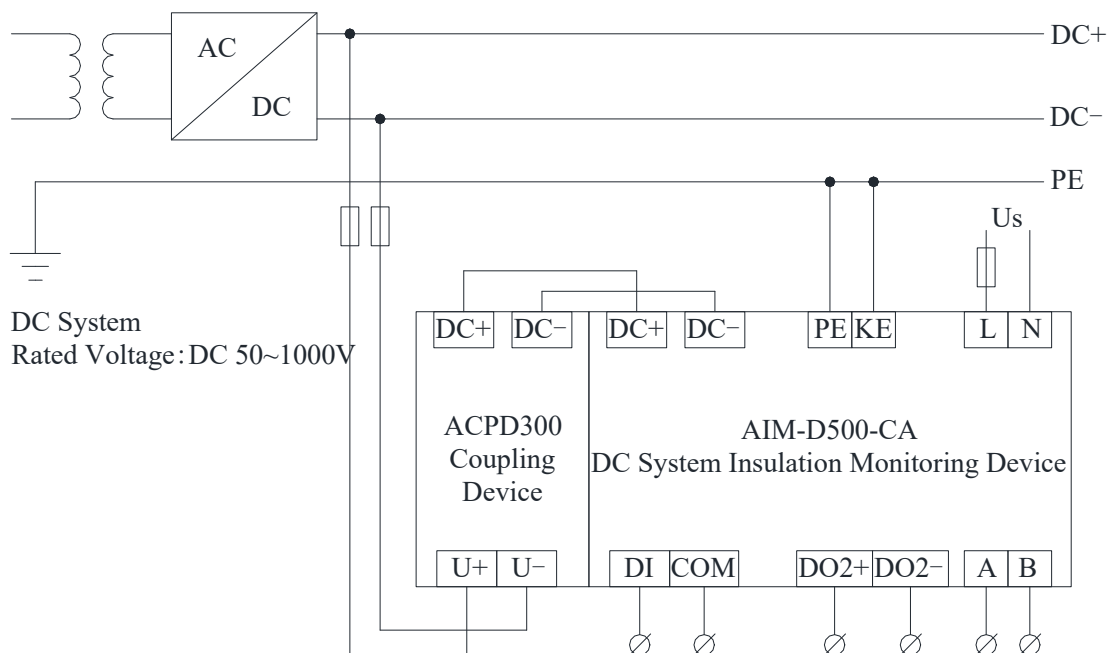 AC
DC
DC+
DC−
PE
Us
DC System
Rated Voltage: DC 50~1000V
DC+ DC− DC+ DC− PE KE L N
ACPD300
Coupling
Device
AIM-D500-CA
DC System Insulation Monitoring Device
U+ U− DI COM DO2+ DO2− A B